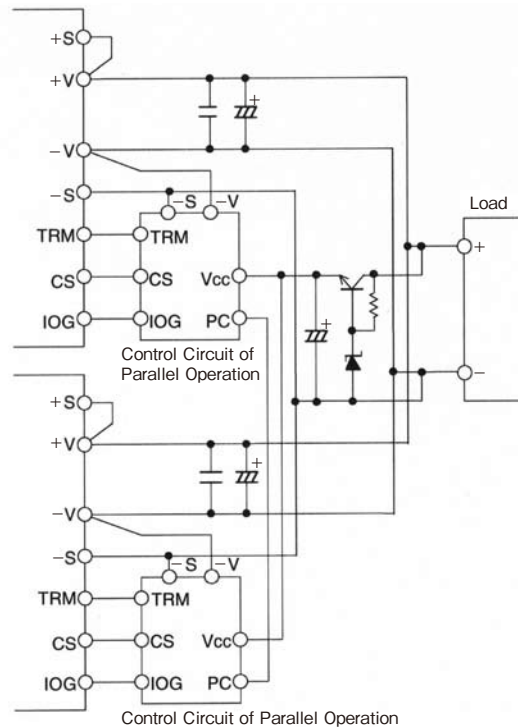 +S
+V
+
−V
−S
−S −V
Load
TRM TRM
+
CS CS Vcc
IOG IOG PC
+
Control Circuit of
Parallel Operation
−
+S
+V
+
−V
−S
−S −V
TRM TRM
CS CS Vcc
IOG IOG PC
Control Circuit of Parallel Operation